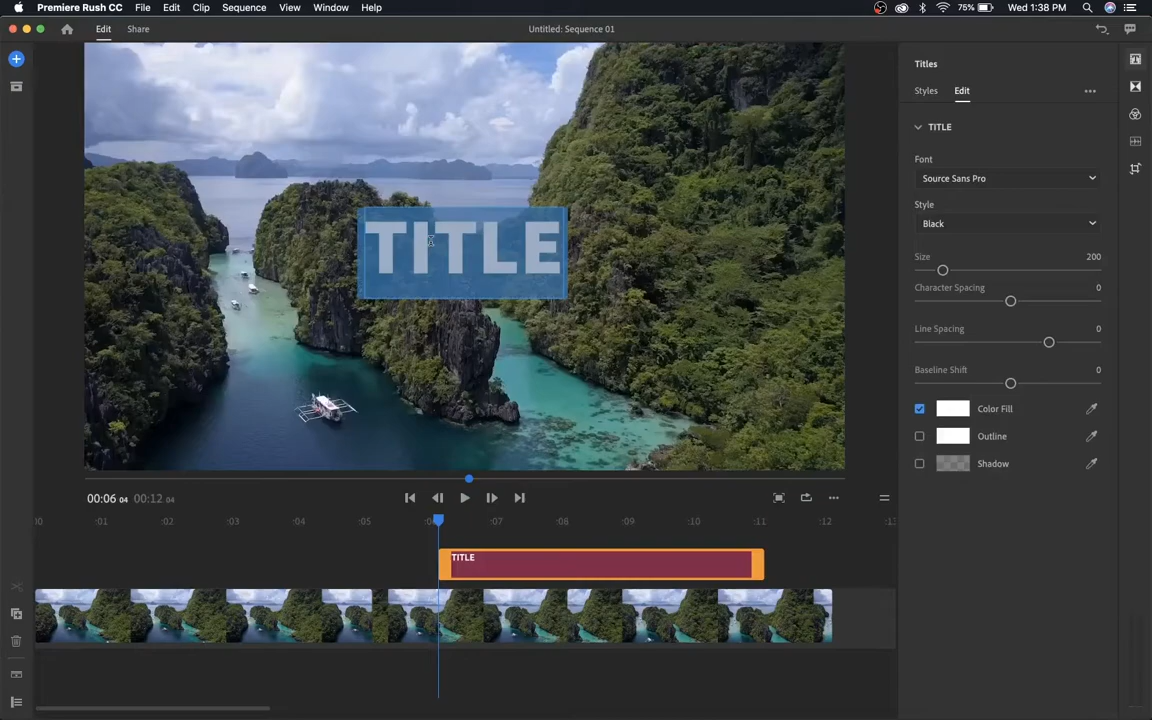 Premiere Rush CC File Edit Clip Sequence View Window Help 75% Wed 1:38 PM
Edit Share Untitled: Sequence 01
Titles
Styles Edit
TITLE
Font
Source Sans Pro
Style
Black
Size 200
Character Spacing 0
Line Spacing 0
Baseline Shift 0
Color Fill
Outline
Shadow
TITLE
00:06 04 00:12 04
:00 :01 :02 :03 :04 :05 :06 :07 :08 :09 :10 :11 :12 :13
TITLE